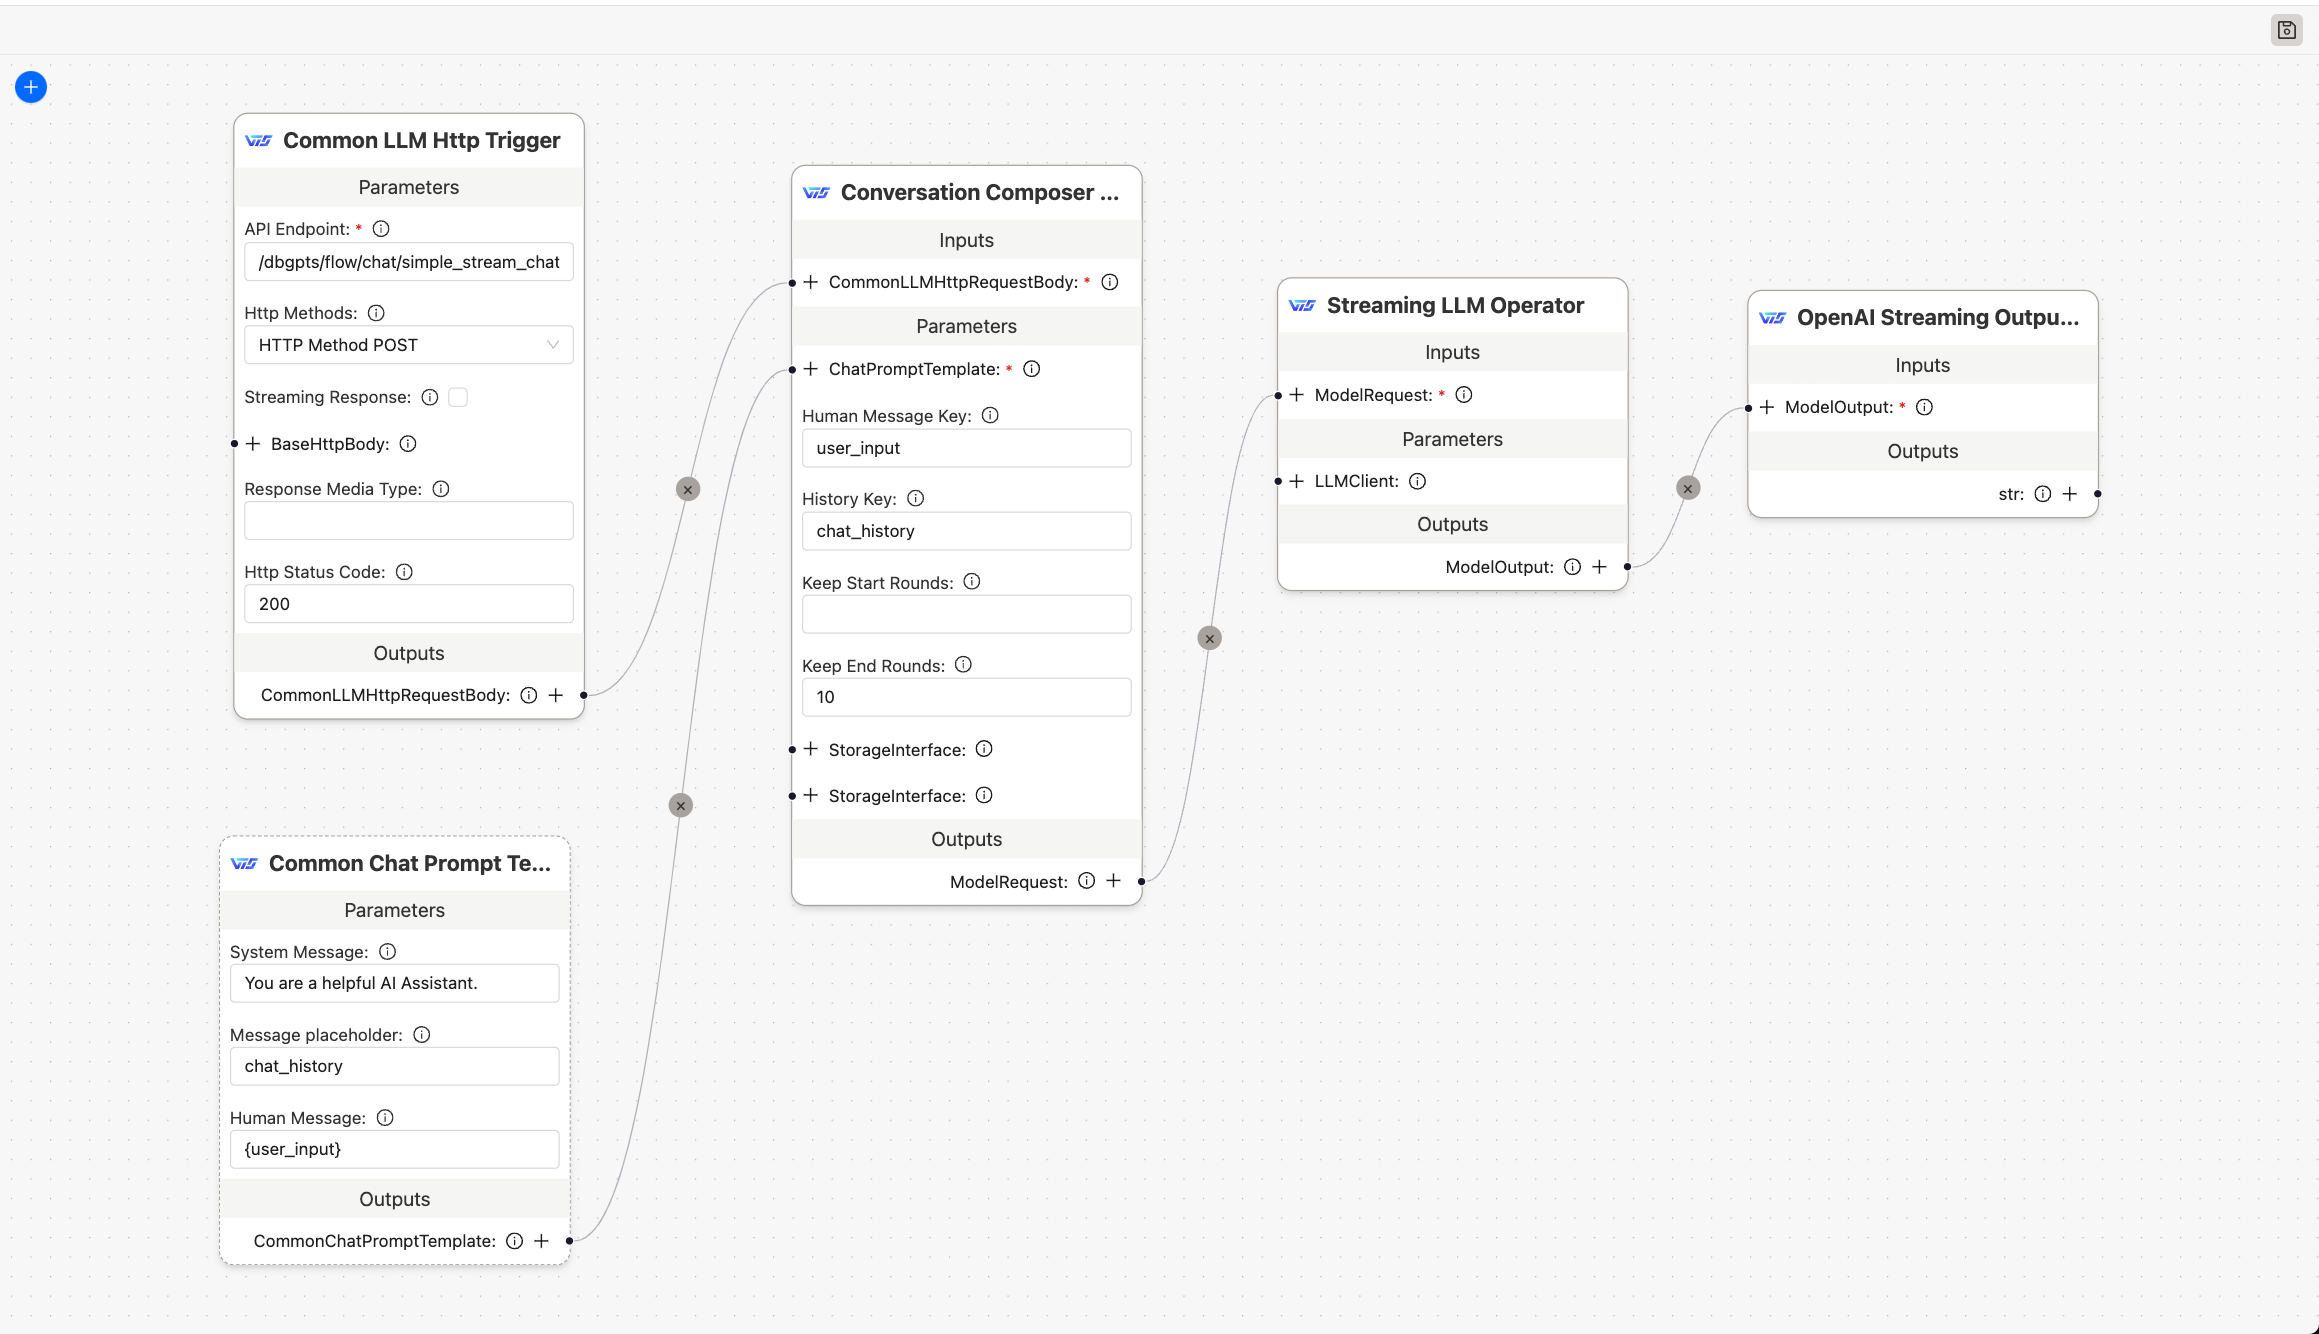 Common LLM Http Trigger
Parameters
API Endpoint: *
/dbgpts/flow/chat/simple_stream_chat
Http Methods:
HTTP Method POST
Streaming Response:
BaseHttpBody:
Response Media Type:
Http Status Code:
200
Outputs
CommonLLMHttpRequestBody:
Common Chat Prompt Te...
Parameters
System Message:
You are a helpful AI Assistant.
Message placeholder:
chat_history
Human Message:
{user_input}
Outputs
CommonChatPromptTemplate:
Conversation Composer ...
Inputs
CommonLLMHttpRequestBody: *
Parameters
ChatPromptTemplate: *
Human Message Key:
user_input
History Key:
chat_history
Keep Start Rounds:
Keep End Rounds:
10
StorageInterface:
StorageInterface:
Outputs
ModelRequest:
Streaming LLM Operator
Inputs
ModelRequest: *
Parameters
LLMClient:
Outputs
ModelOutput:
OpenAI Streaming Outpu...
Inputs
ModelOutput: *
Outputs
str: